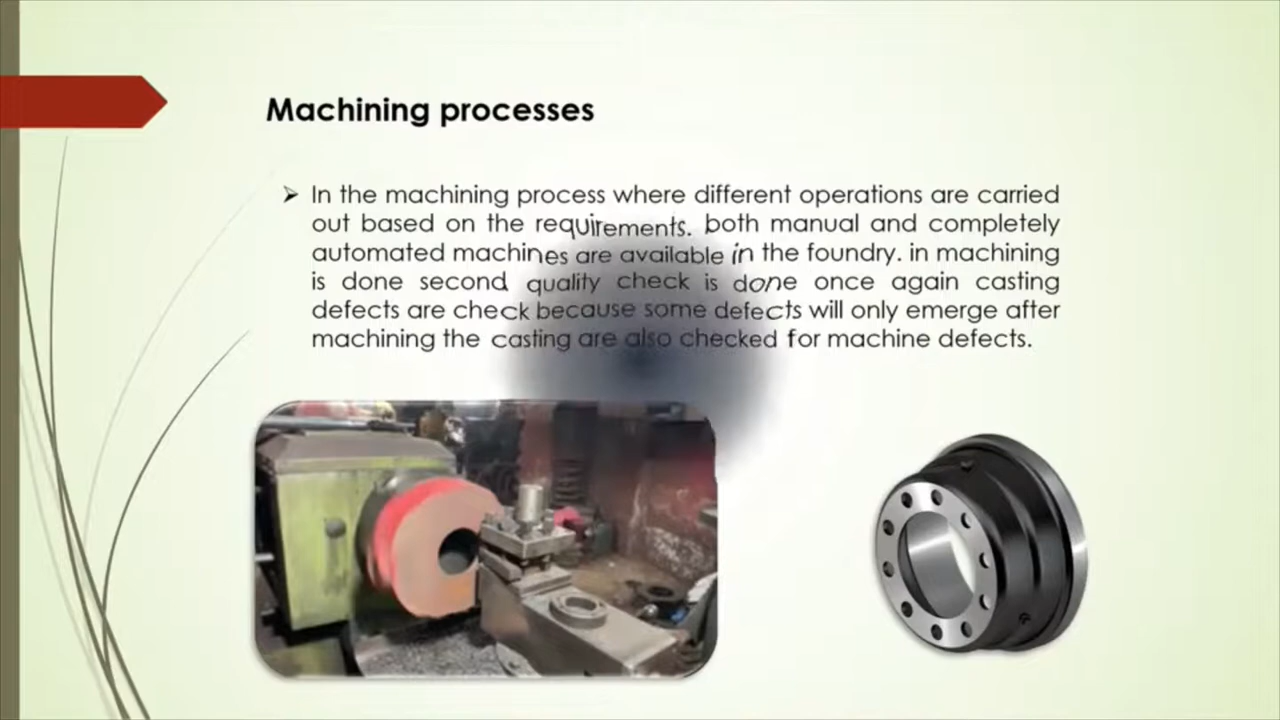 Machining processes
In the machining process where different operations are carried
out based on the requirements. both manual and completely
automated machines are available in the foundry. in machining
is done second quality check is done once again casting
defects are check because some defects will only emerge after
machining the casting are also checked for machine defects.